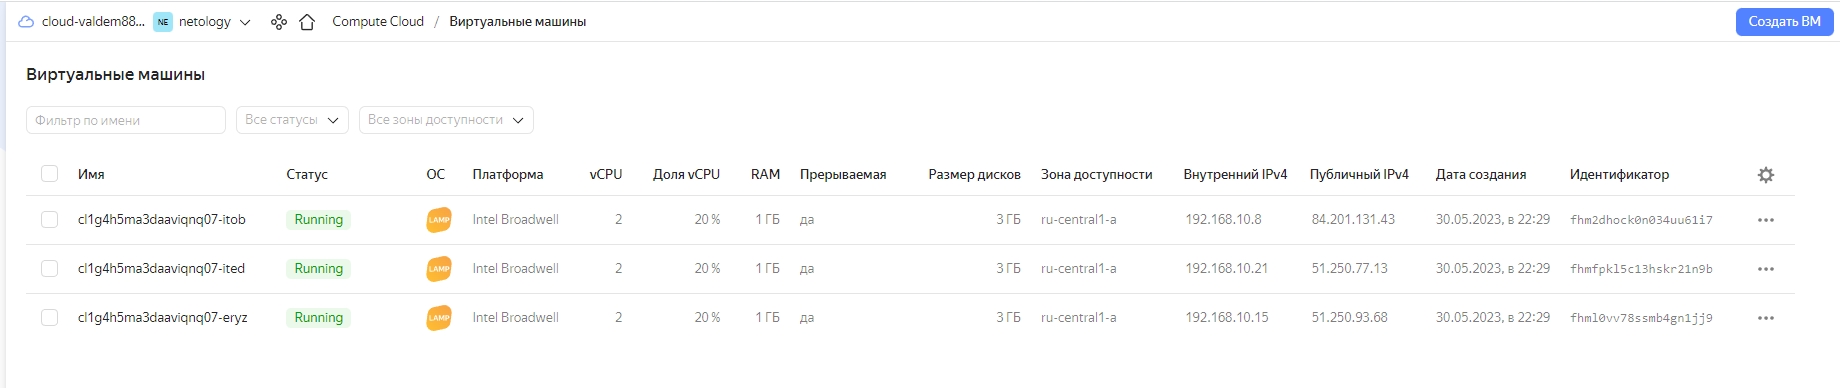 cloud-valdem88... NE netology Compute Cloud / Виртуальные машины Создать ВМ
Виртуальные машины
Фильтр по имени Все статусы Все зоны доступности
Имя Статус ОС Платформа vCPU Доля vCPU RAM Прерываемая Размер дисков Зона доступности Внутренний IPv4 Публичный IPv4 Дата создания Идентификатор
cl1g4h5ma3daaviqnq07-itob Running LAMP Intel Broadwell 2 20 % 1 ГБ да 3 ГБ ru-central1-a 192.168.10.8 84.201.131.43 30.05.2023, в 22:29 fhm2dhock0n034uu61i7
cl1g4h5ma3daaviqnq07-ited Running LAMP Intel Broadwell 2 20 % 1 ГБ да 3 ГБ ru-central1-a 192.168.10.21 51.250.77.13 30.05.2023, в 22:29 fhmfpkl5c13hskr21n9b
cl1g4h5ma3daaviqnq07-eryz Running LAMP Intel Broadwell 2 20 % 1 ГБ да 3 ГБ ru-central1-a 192.168.10.15 51.250.93.68 30.05.2023, в 22:29 fhml0vv78ssmb4gn1jj9